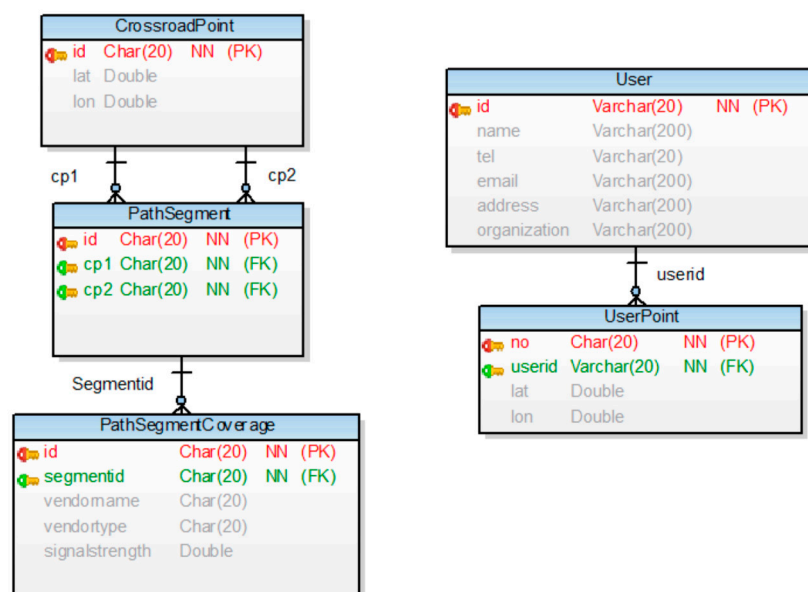 CrossroadPoint
id Char(20) NN (PK)
lat Double
lon Double
cp1 cp2
PathSegment
id Char(20) NN (PK)
cp1 Char(20) NN (FK)
cp2 Char(20) NN (FK)
Segmentid
PathSegmentCoverage
id Char(20) NN (PK)
segmentid Char(20) NN (FK)
vendorname Char(20)
vendortype Char(20)
signalstrength Double
User
id Varchar(20) NN (PK)
name Varchar(200)
tel Varchar(20)
email Varchar(200)
address Varchar(200)
organization Varchar(200)
userid
UserPoint
no Char(20) NN (PK)
userid Varchar(20) NN (FK)
lat Double
lon Double